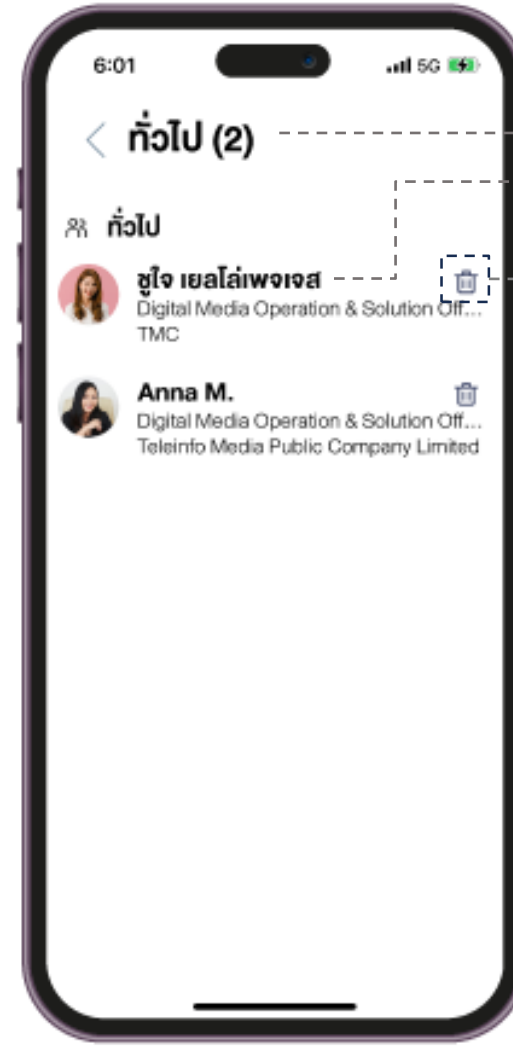 6:01 5G
ทั่วไป (2)
ทั่วไป
ชูใจ เยลโล่เพจเจส
Digital Media Operation & Solution Off...
TMC
Anna M.
Digital Media Operation & Solution Off...
Teleinfo Media Public Company Limited